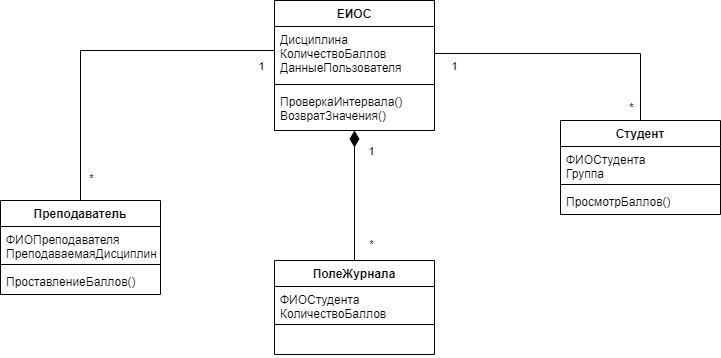 ЕИОС
Дисциплина
КоличествоБаллов
ДанныеПользователя
ПроверкаИнтервала()
ВозвратЗначения()
1
1
1
*
*
*
Студент
ФИОСтудента
Группа
ПросмотрБаллов()
Преподаватель
ФИОПреподавателя
ПреподаваемаяДисциплин
ПроставлениеБаллов()
ПолеЖурнала
ФИОСтудента
КоличествоБаллов